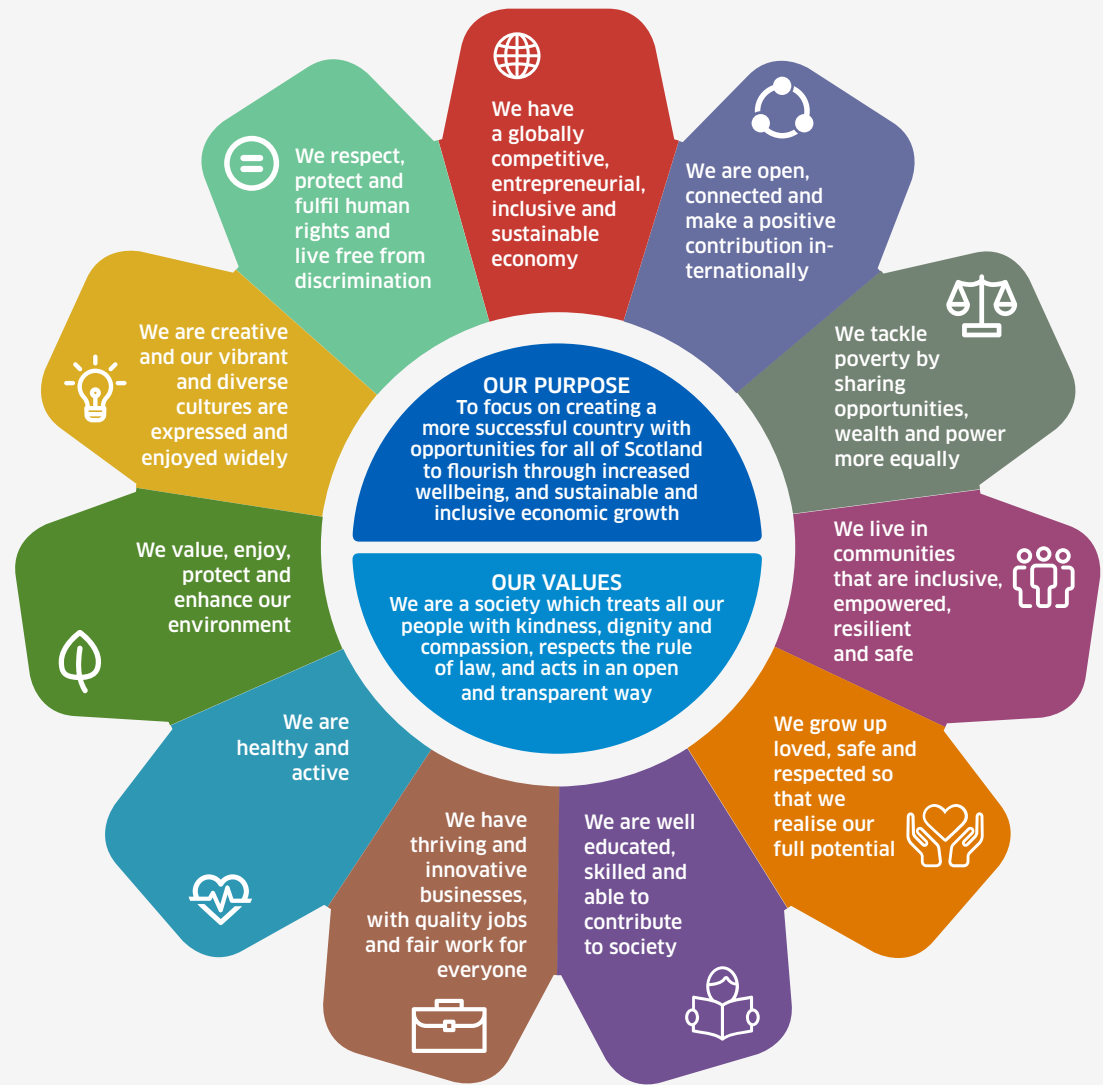 We have
a globally
competitive,
entrepreneurial,
inclusive and
sustainable
economy
We are open,
connected and
make a positive
contribution in-
ternationally
We tackle
poverty by
sharing
opportunities,
wealth and power
more equally
We live in
communities
that are inclusive,
empowered,
resilient
and safe
We grow up
loved, safe and
respected so
that we
realise our
full potential
We are well
educated,
skilled and
able to
contribute
to society
We have
thriving and
innovative
businesses,
with quality jobs
and fair work for
everyone
We are
healthy and
active
We value, enjoy,
protect and
enhance our
environment
We are creative
and our vibrant
and diverse
cultures are
expressed and
enjoyed widely
We respect,
protect and
fulfil human
rights and
live free from
discrimination
OUR PURPOSE
To focus on creating a
more successful country with
opportunities for all of Scotland
to flourish through increased
wellbeing, and sustainable and
inclusive economic growth
OUR VALUES
We are a society which treats all our
people with kindness, dignity and
compassion, respects the rule
of law, and acts in an open
and transparent way